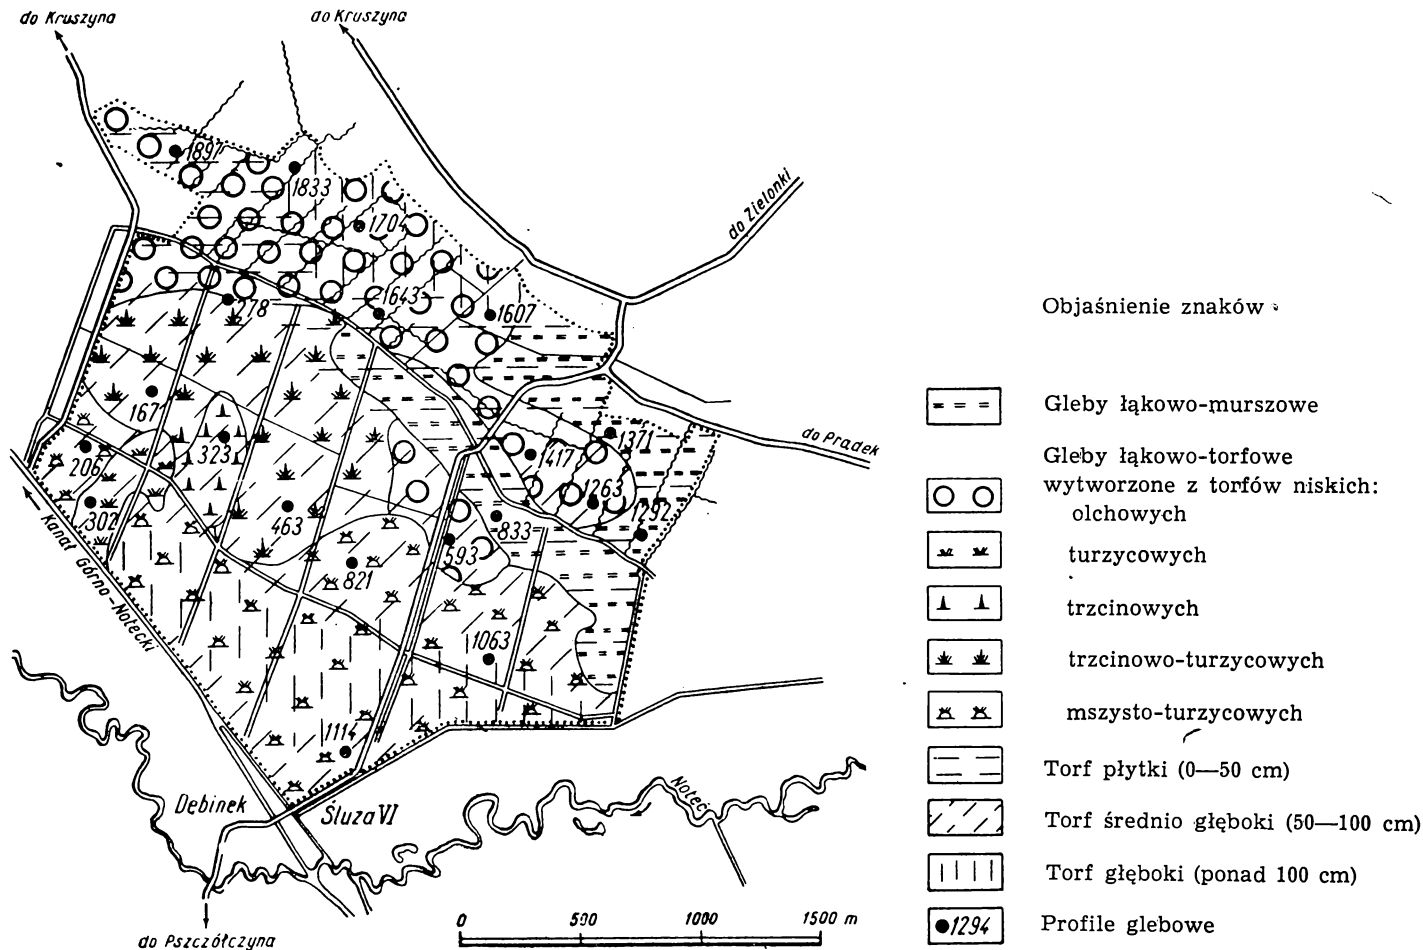 do Kruszyna
do Kruszyna
do Zielonki
do Prądek
1897
1833
1704
278
1643
1607
1671
323
206
302
463
821
593
833
1417
1371
1263
1292
1063
1114
Kanał Górno-Notecki
Dębinek
Śluza VI
Noteć
do Pszczółczyna
0 500 1000 1500 m
Objaśnienie znaków
Gleby łąkowo-murszowe
Gleby łąkowo-torfowe
wytworzone z torfów niskich:
olchowych
turzycowych
trzcinowych
trzcinowo-turzycowych
mszysto-turzycowych
Torf płytki (0—50 cm)
Torf średnio głęboki (50—100 cm)
Torf głęboki (ponad 100 cm)
1294 Profile glebowe